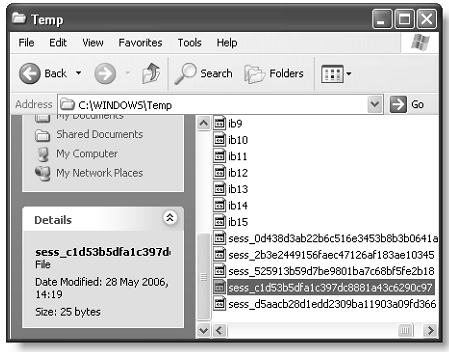 Temp
File Edit View Favorites Tools Help
Back Search Folders
Address C:\WINDOWS\Temp Go
My Documents
Shared Documents
My Computer
My Network Places
Details
sess_c1d53b5dfa1c397d
File
Date Modified: 28 May 2006,
14:19
Size: 25 bytes
ib9
ib10
ib11
ib12
ib13
ib14
ib15
sess_0d438d3ab22b6c516e3453b8b3b0641a
sess_2b3e2449156faec47126af183ae10345
sess_525913b59d7be9801ba7c68bf5fe2b18
sess_c1d53b5dfa1c397dc8881a43c6290c97
sess_d5aacb28d1edd2309ba11903a09fd366